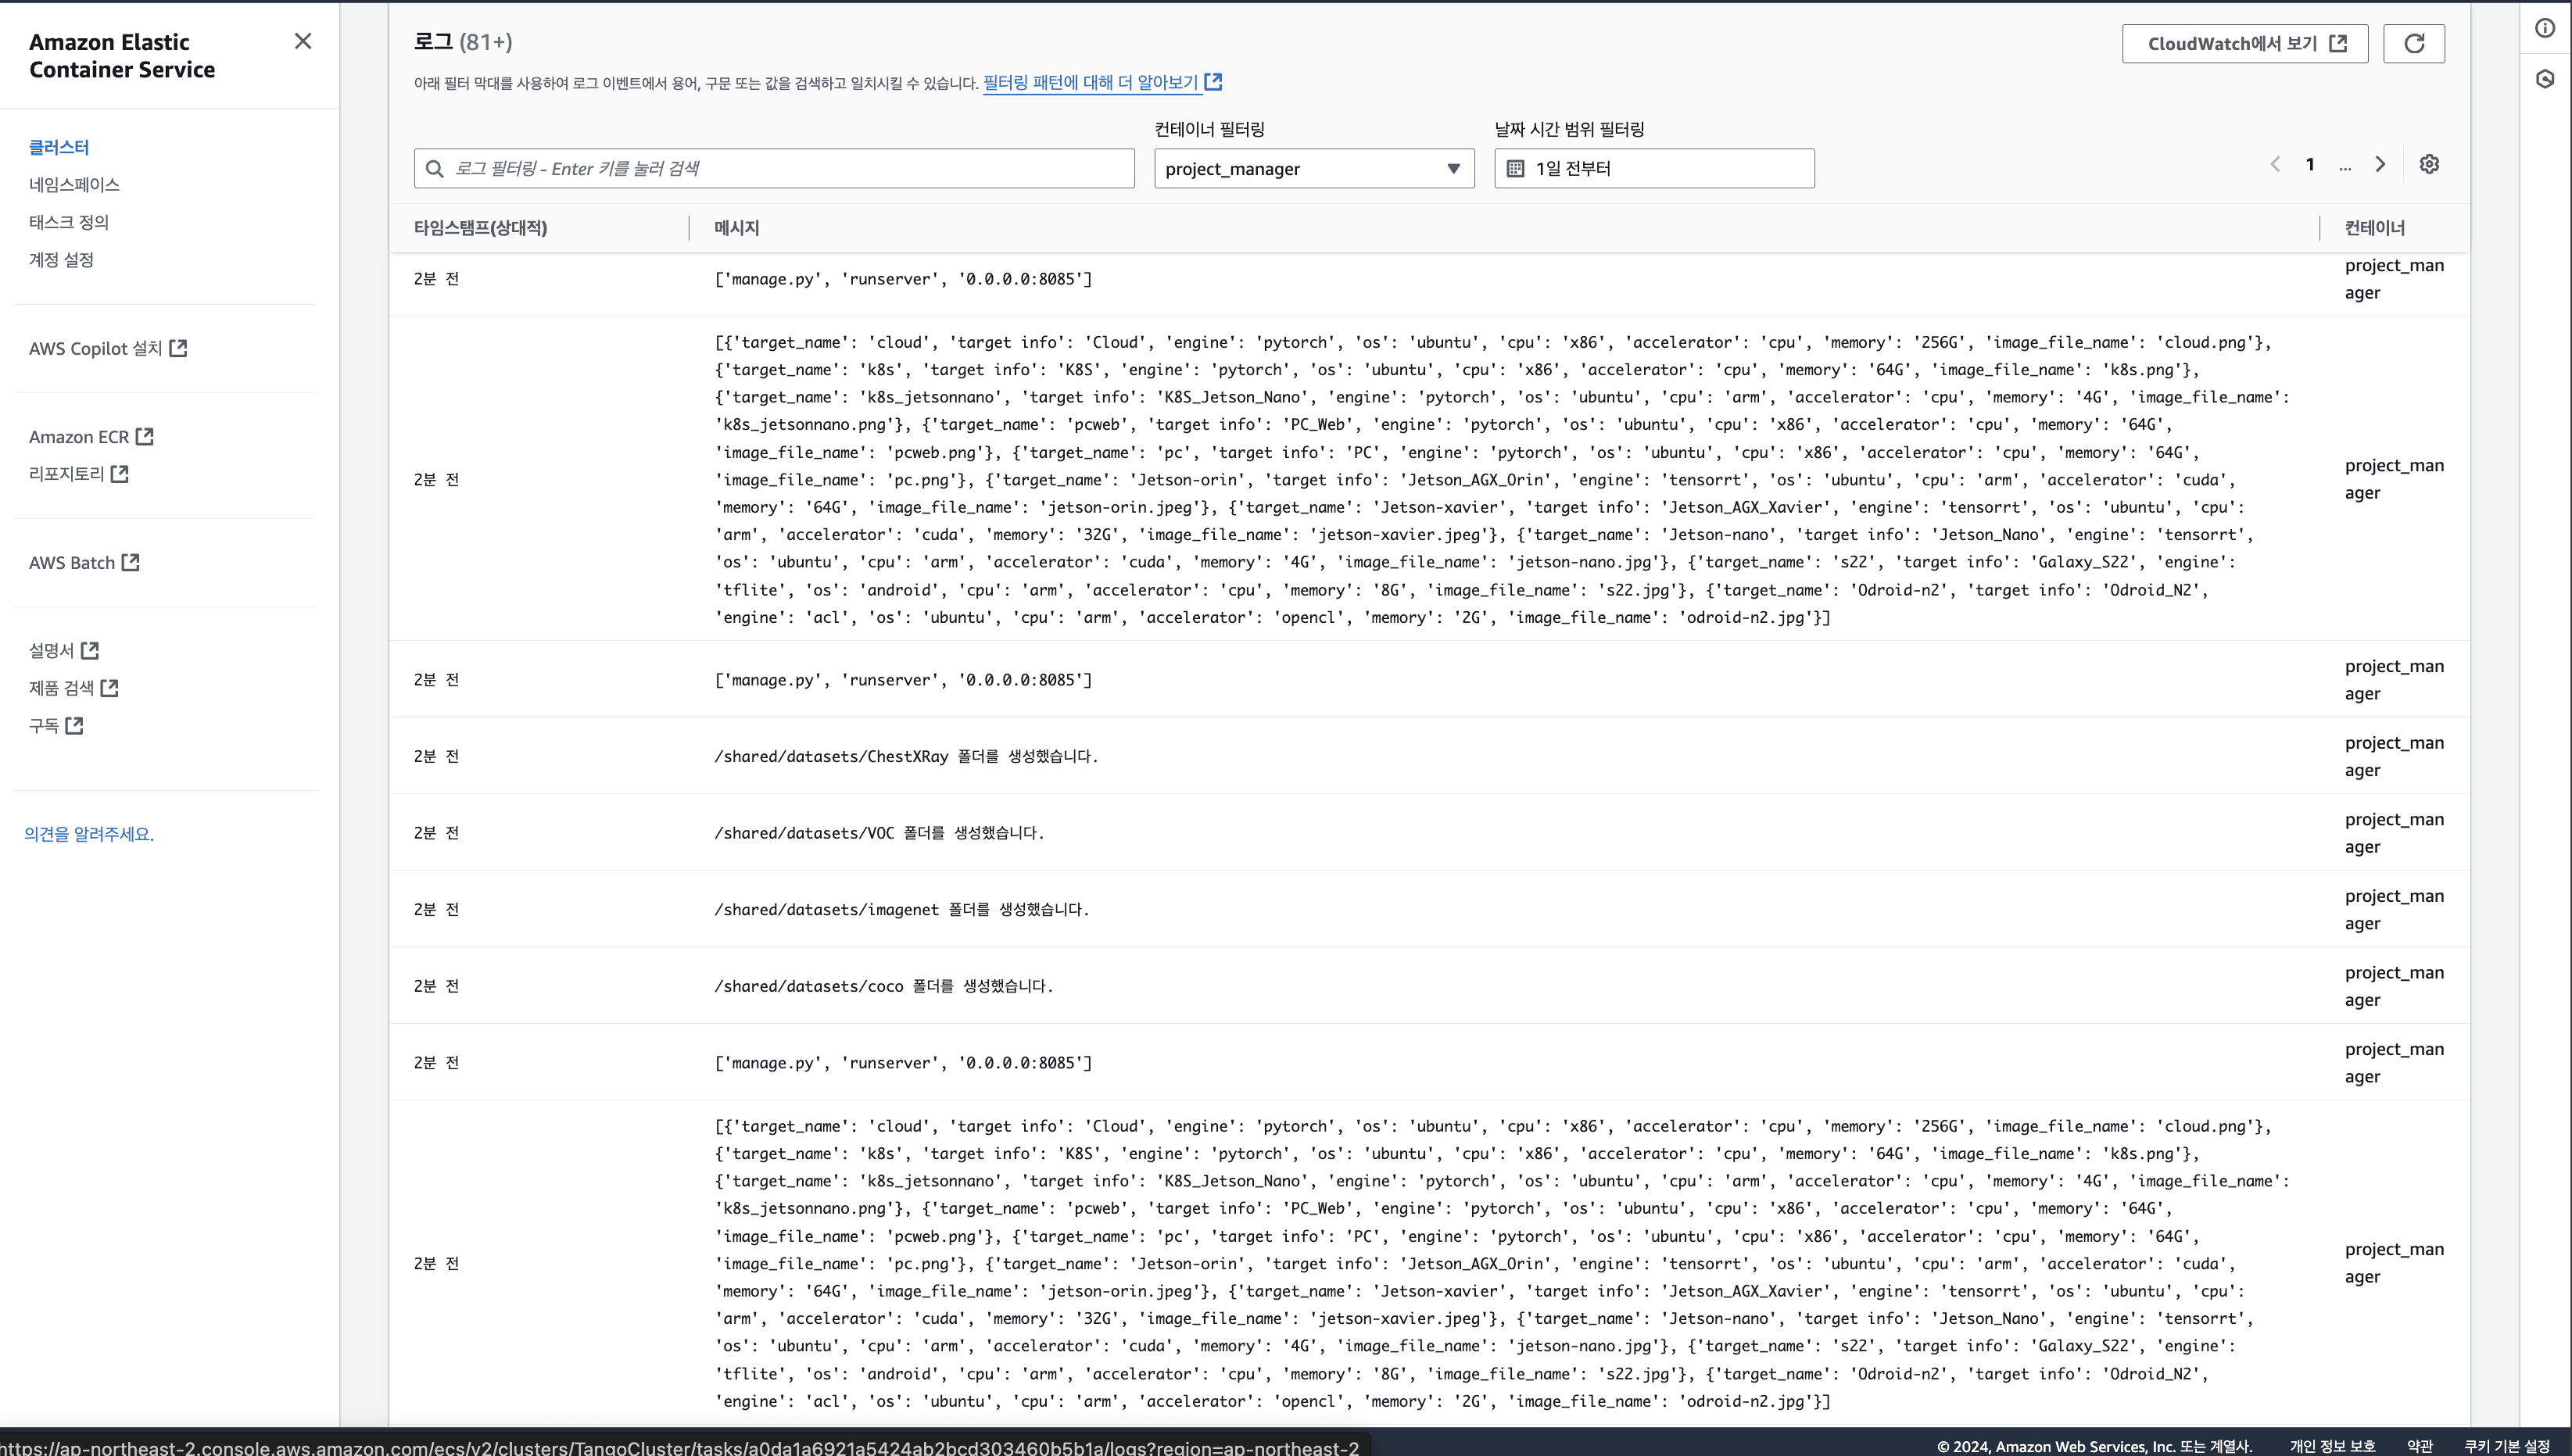 Amazon Elastic
Container Service
클러스터
네임스페이스
태스크 정의
계정 설정
AWS Copilot 설치
Amazon ECR
리포지토리
AWS Batch
설명서
제품 검색
구독
의견을 알려주세요.
로그 (81+)
CloudWatch에서 보기
아래 필터 막대를 사용하여 로그 이벤트에서 용어, 구문 또는 값을 검색하고 일치시킬 수 있습니다. 필터링 패턴에 대해 더 알아보기
컨테이너 필터링
날짜 시간 범위 필터링
로그 필터링 - Enter 키를 눌러 검색
project_manager
1일 전부터
1 ...
타임스탬프(상대적) 메시지 컨테이너
2분 전 ['manage.py', 'runserver', '0.0.0.0:8085'] project_man
ager
[{'target_name': 'cloud', 'target info': 'Cloud', 'engine': 'pytorch', 'os': 'ubuntu', 'cpu': 'x86', 'accelerator': 'cpu', 'memory': '256G', 'image_file_name': 'cloud.png'},
{'target_name': 'k8s', 'target info': 'K8S', 'engine': 'pytorch', 'os': 'ubuntu', 'cpu': 'x86', 'accelerator': 'cpu', 'memory': '64G', 'image_file_name': 'k8s.png'},
{'target_name': 'k8s_jetsonnano', 'target info': 'K8S_Jetson_Nano', 'engine': 'pytorch', 'os': 'ubuntu', 'cpu': 'arm', 'accelerator': 'cpu', 'memory': '4G', 'image_file_name':
'k8s_jetsonnano.png'}, {'target_name': 'pcweb', 'target info': 'PC_Web', 'engine': 'pytorch', 'os': 'ubuntu', 'cpu': 'x86', 'accelerator': 'cpu', 'memory': '64G',
'image_file_name': 'pcweb.png'}, {'target_name': 'pc', 'target info': 'PC', 'engine': 'pytorch', 'os': 'ubuntu', 'cpu': 'x86', 'accelerator': 'cpu', 'memory': '64G',
2분 전 'image_file_name': 'pc.png'}, {'target_name': 'Jetson-orin', 'target info': 'Jetson_AGX_Orin', 'engine': 'tensorrt', 'os': 'ubuntu', 'cpu': 'arm', 'accelerator': 'cuda', project_man
ager
'memory': '64G', 'image_file_name': 'jetson-orin.jpeg'}, {'target_name': 'Jetson-xavier', 'target info': 'Jetson_AGX_Xavier', 'engine': 'tensorrt', 'os': 'ubuntu', 'cpu':
'arm', 'accelerator': 'cuda', 'memory': '32G', 'image_file_name': 'jetson-xavier.jpeg'}, {'target_name': 'Jetson-nano', 'target info': 'Jetson_Nano', 'engine': 'tensorrt',
'os': 'ubuntu', 'cpu': 'arm', 'accelerator': 'cuda', 'memory': '4G', 'image_file_name': 'jetson-nano.jpg'}, {'target_name': 's22', 'target info': 'Galaxy_S22', 'engine':
'tflite', 'os': 'android', 'cpu': 'arm', 'accelerator': 'cpu', 'memory': '8G', 'image_file_name': 's22.jpg'}, {'target_name': 'Odroid-n2', 'target info': 'Odroid_N2',
'engine': 'acl', 'os': 'ubuntu', 'cpu': 'arm', 'accelerator': 'opencl', 'memory': '2G', 'image_file_name': 'odroid-n2.jpg'}]
2분 전 ['manage.py', 'runserver', '0.0.0.0:8085'] project_man
ager
2분 전 /shared/datasets/ChestXRay 폴더를 생성했습니다. project_man
ager
2분 전 /shared/datasets/VOC 폴더를 생성했습니다. project_man
ager
2분 전 /shared/datasets/imagenet 폴더를 생성했습니다. project_man
ager
2분 전 /shared/datasets/coco 폴더를 생성했습니다. project_man
ager
2분 전 ['manage.py', 'runserver', '0.0.0.0:8085'] project_man
ager
[{'target_name': 'cloud', 'target info': 'Cloud', 'engine': 'pytorch', 'os': 'ubuntu', 'cpu': 'x86', 'accelerator': 'cpu', 'memory': '256G', 'image_file_name': 'cloud.png'},
{'target_name': 'k8s', 'target info': 'K8S', 'engine': 'pytorch', 'os': 'ubuntu', 'cpu': 'x86', 'accelerator': 'cpu', 'memory': '64G', 'image_file_name': 'k8s.png'},
{'target_name': 'k8s_jetsonnano', 'target info': 'K8S_Jetson_Nano', 'engine': 'pytorch', 'os': 'ubuntu', 'cpu': 'arm', 'accelerator': 'cpu', 'memory': '4G', 'image_file_name':
'k8s_jetsonnano.png'}, {'target_name': 'pcweb', 'target info': 'PC_Web', 'engine': 'pytorch', 'os': 'ubuntu', 'cpu': 'x86', 'accelerator': 'cpu', 'memory': '64G',
'image_file_name': 'pcweb.png'}, {'target_name': 'pc', 'target info': 'PC', 'engine': 'pytorch', 'os': 'ubuntu', 'cpu': 'x86', 'accelerator': 'cpu', 'memory': '64G',
2분 전 'image_file_name': 'pc.png'}, {'target_name': 'Jetson-orin', 'target info': 'Jetson_AGX_Orin', 'engine': 'tensorrt', 'os': 'ubuntu', 'cpu': 'arm', 'accelerator': 'cuda', project_man
ager
'memory': '64G', 'image_file_name': 'jetson-orin.jpeg'}, {'target_name': 'Jetson-xavier', 'target info': 'Jetson_AGX_Xavier', 'engine': 'tensorrt', 'os': 'ubuntu', 'cpu':
'arm', 'accelerator': 'cuda', 'memory': '32G', 'image_file_name': 'jetson-xavier.jpeg'}, {'target_name': 'Jetson-nano', 'target info': 'Jetson_Nano', 'engine': 'tensorrt',
'os': 'ubuntu', 'cpu': 'arm', 'accelerator': 'cuda', 'memory': '4G', 'image_file_name': 'jetson-nano.jpg'}, {'target_name': 's22', 'target info': 'Galaxy_S22', 'engine':
'tflite', 'os': 'android', 'cpu': 'arm', 'accelerator': 'cpu', 'memory': '8G', 'image_file_name': 's22.jpg'}, {'target_name': 'Odroid-n2', 'target info': 'Odroid_N2',
'engine': 'acl', 'os': 'ubuntu', 'cpu': 'arm', 'accelerator': 'opencl', 'memory': '2G', 'image_file_name': 'odroid-n2.jpg'}]
https://ap-northeast-2.console.aws.amazon.com/ecs/v2/clusters/TangoCluster/tasks/a0da1a6921a5424ab2bcd303460b5b1a/logs?region=ap-northeast-2
© 2024, Amazon Web Services, Inc. 또는 계열사. 개인 정보 보호 약관 쿠키 기본 설정